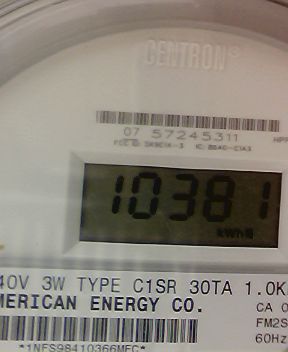 CENTRON®
07 57245311
10381
kWh
40V 3W TYPE C1SR 30TA 1.0K
MERICAN ENERGY CO.
CA 0
FM2S
60Hz
*1NFS98410366MFC*